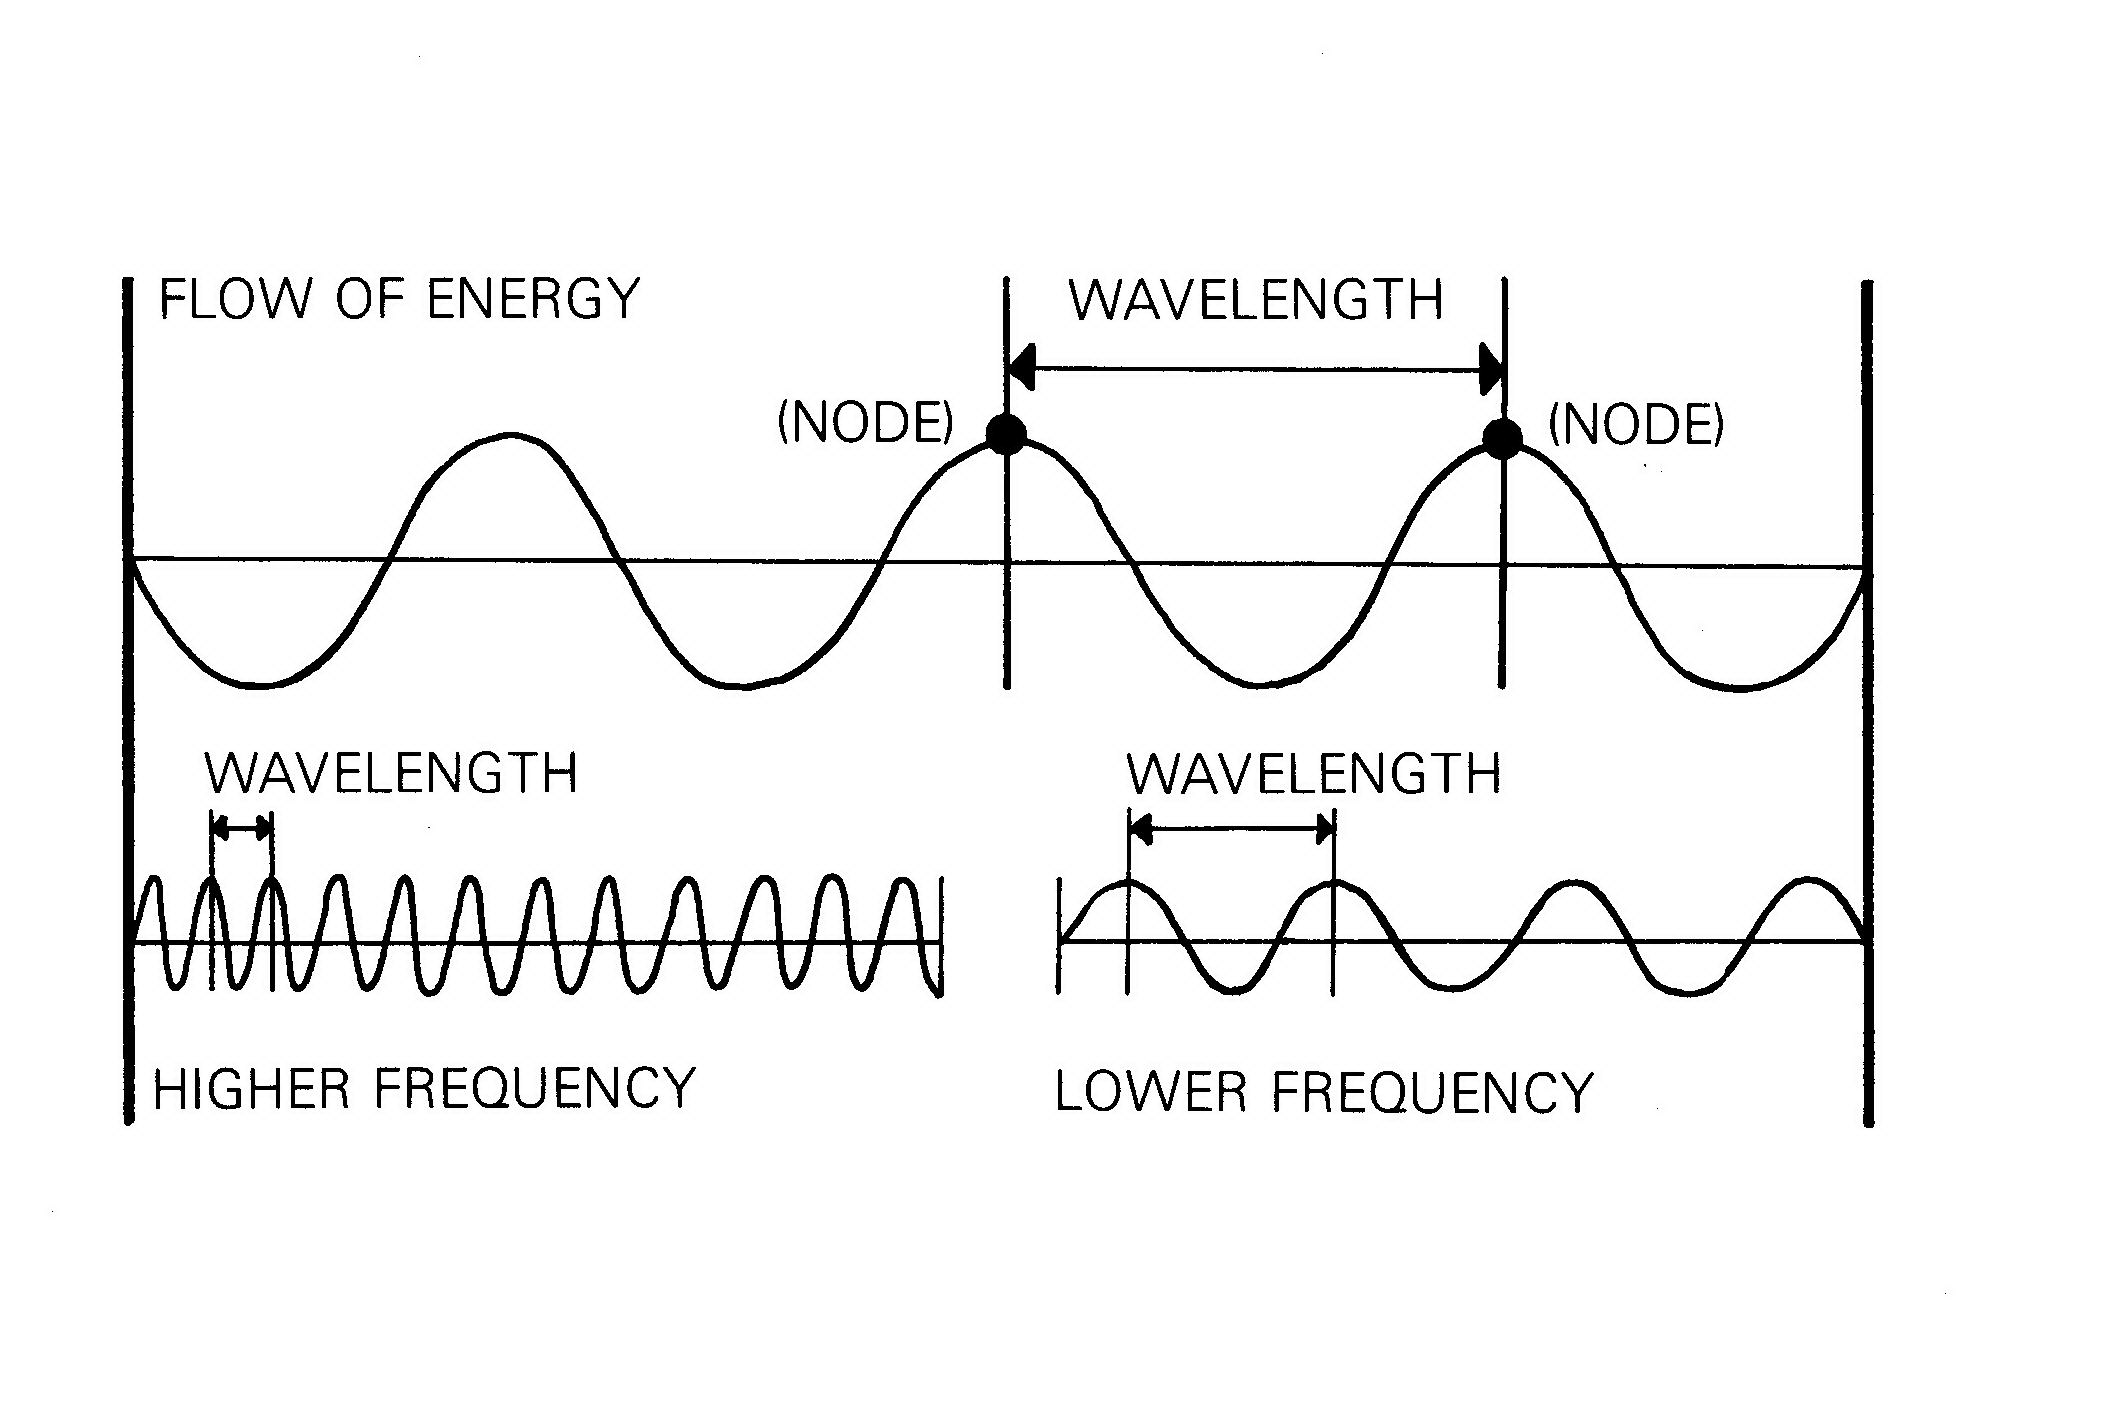 FLOW OF ENERGY
WAVELENGTH
(NODE)
(NODE)
WAVELENGTH
WAVELENGTH
HIGHER FREQUENCY
LOWER FREQUENCY